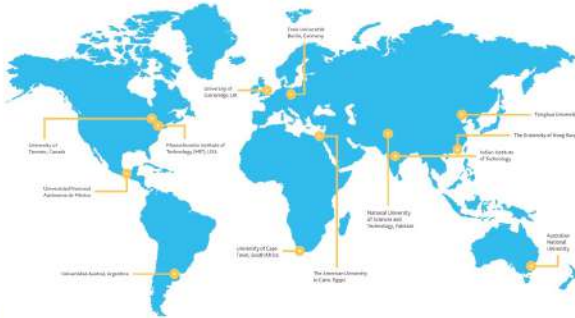 Freie Universität
Berlin, Germany
University of
Cambridge, UK
Tsinghua Universit
The University of Hong Kong
University of
Toronto, Canada
Massachusetts Institute of
Technology (MIT), USA
Indian Institute
of Technology
Universidad Nacional
Autónoma de México
National University
of Sciences and
Technology, Pakistan
Australian
National
University
University of Cape
Town, South Africa
Universidad Austral, Argentina
The American University
in Cairo, Egypt